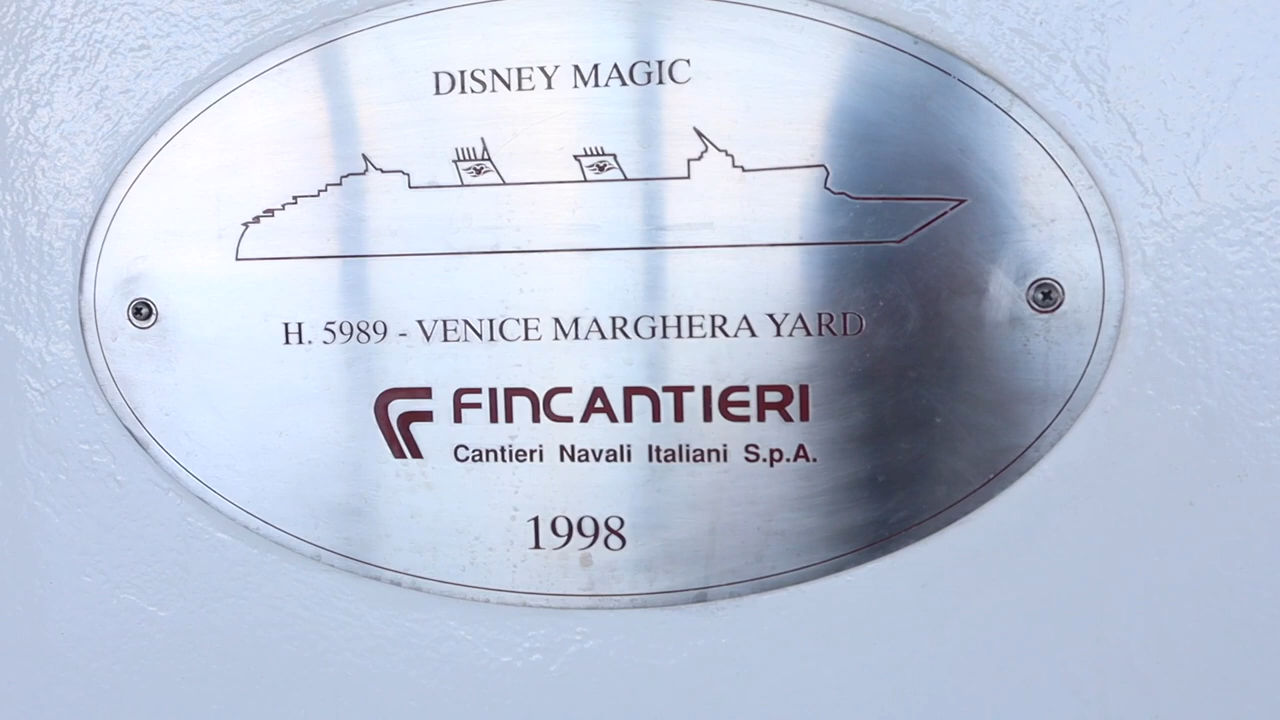 DISNEY MAGIC
H. 5989 - VENICE MARGHERA YARD
FINCANTIERI
Cantieri Navali Italiani S.p.A.
1998